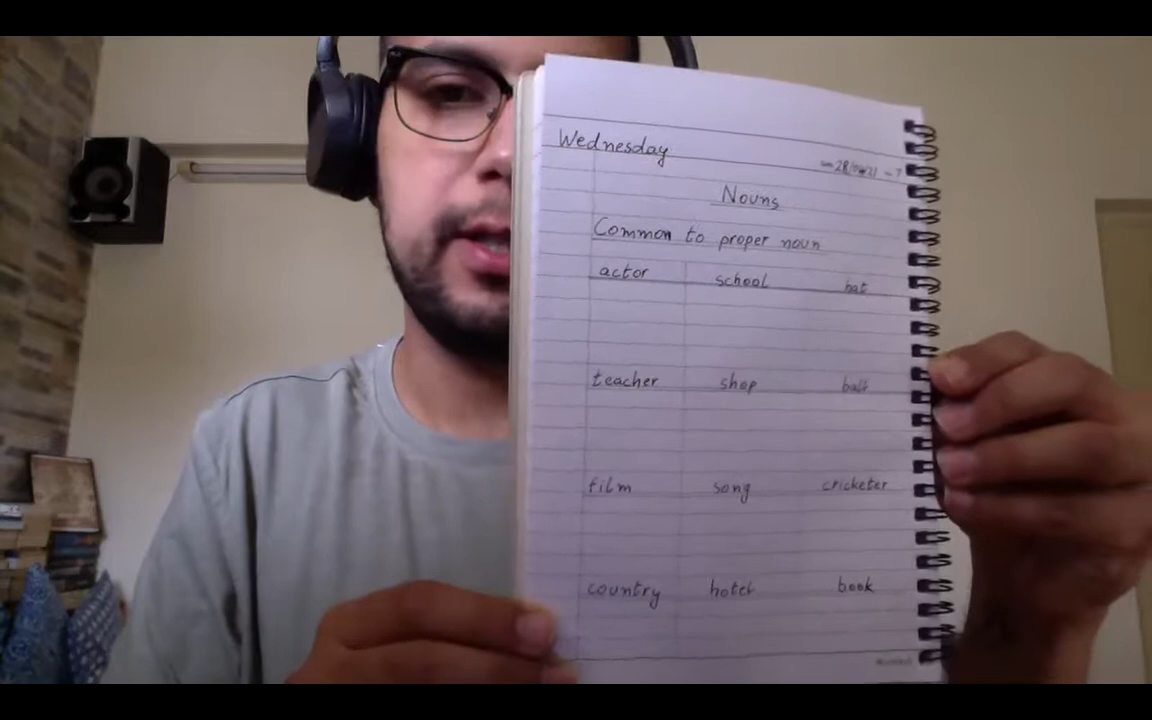 Wednesday
Nouns
Common to proper noun
actor school bat
teacher shop ball
film song cricketer
country hotel book